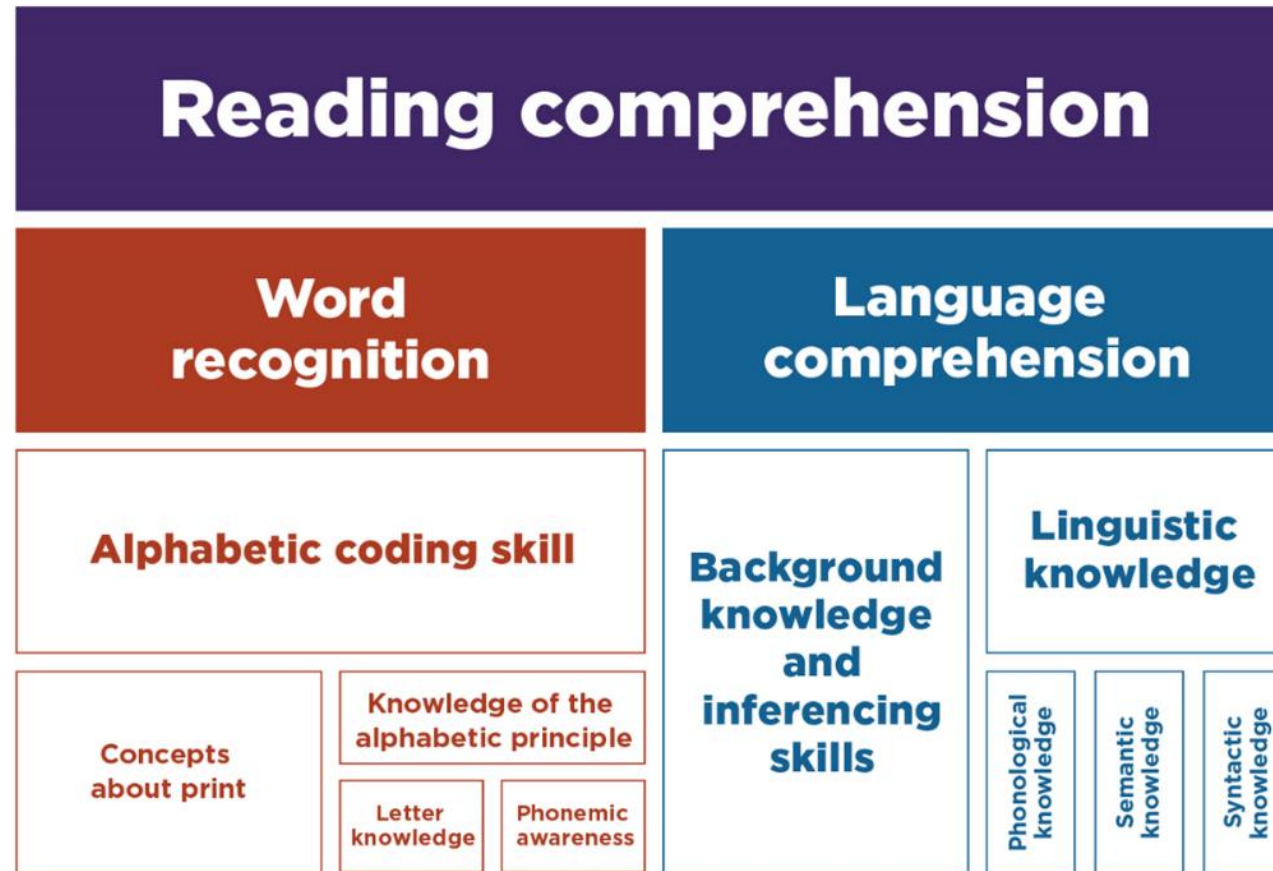 Reading comprehension
Word
recognition
Language
comprehension
Alphabetic coding skill
Background
knowledge
and
inferencing
skills
Linguistic
knowledge
Concepts
about print
Knowledge of the
alphabetic principle
Letter
knowledge
Phonemic
awareness
Phonological
knowledge
Semantic
knowledge
Syntactic
knowledge